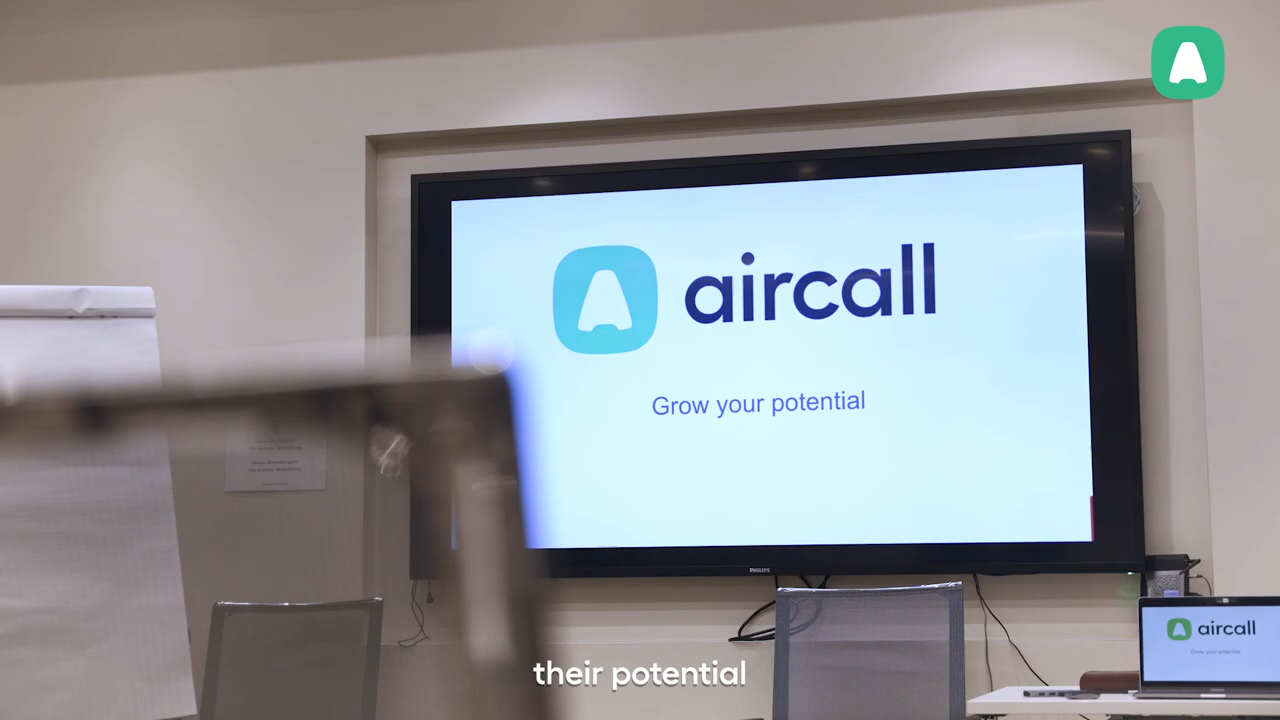 aircall
Grow your potential
PHILIPS
aircall
Grow your potential
their potential